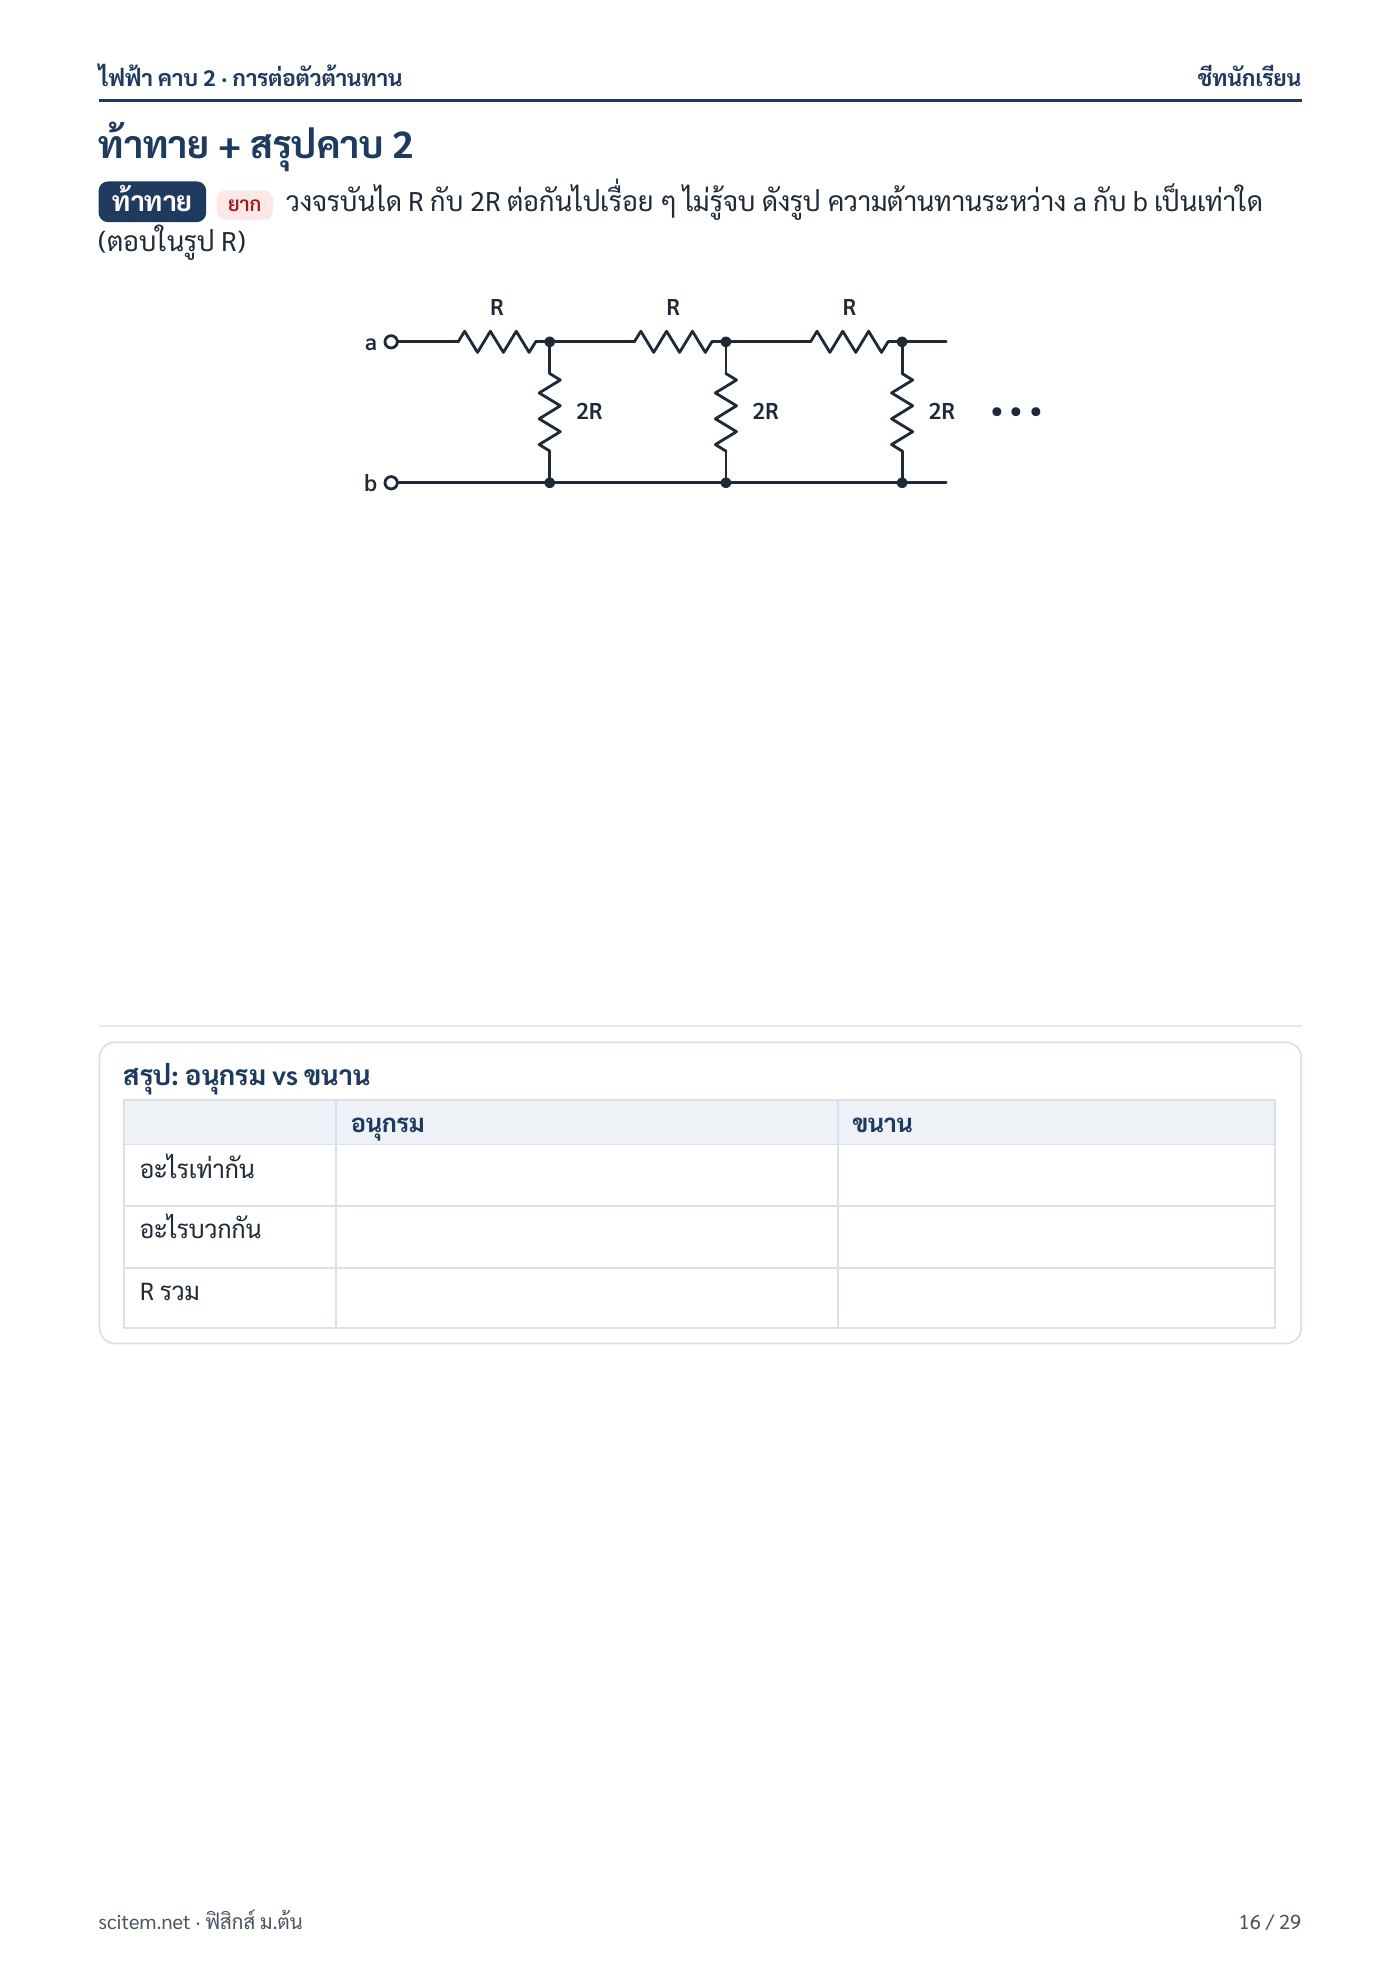 ไฟฟ้า คาบ 2 · การต่อตัวต้านทาน ชีทนักเรียน
ท้าทาย + สรุปคาบ 2
ท้าทาย ยาก วงจรบันได R กับ 2R ต่อกันไปเรื่อย ๆ ไม่รู้จบ ดังรูป ความต้านทานระหว่าง a กับ b เป็นเท่าใด
(ตอบในรูป R)
R R R
a
2R 2R 2R
b
สรุป: อนุกรม vs ขนาน
อนุกรม ขนาน
อะไรเท่ากัน
อะไรบวกกัน
R รวม
scitem.net · ฟิสิกส์ ม.ต้น 16 / 29